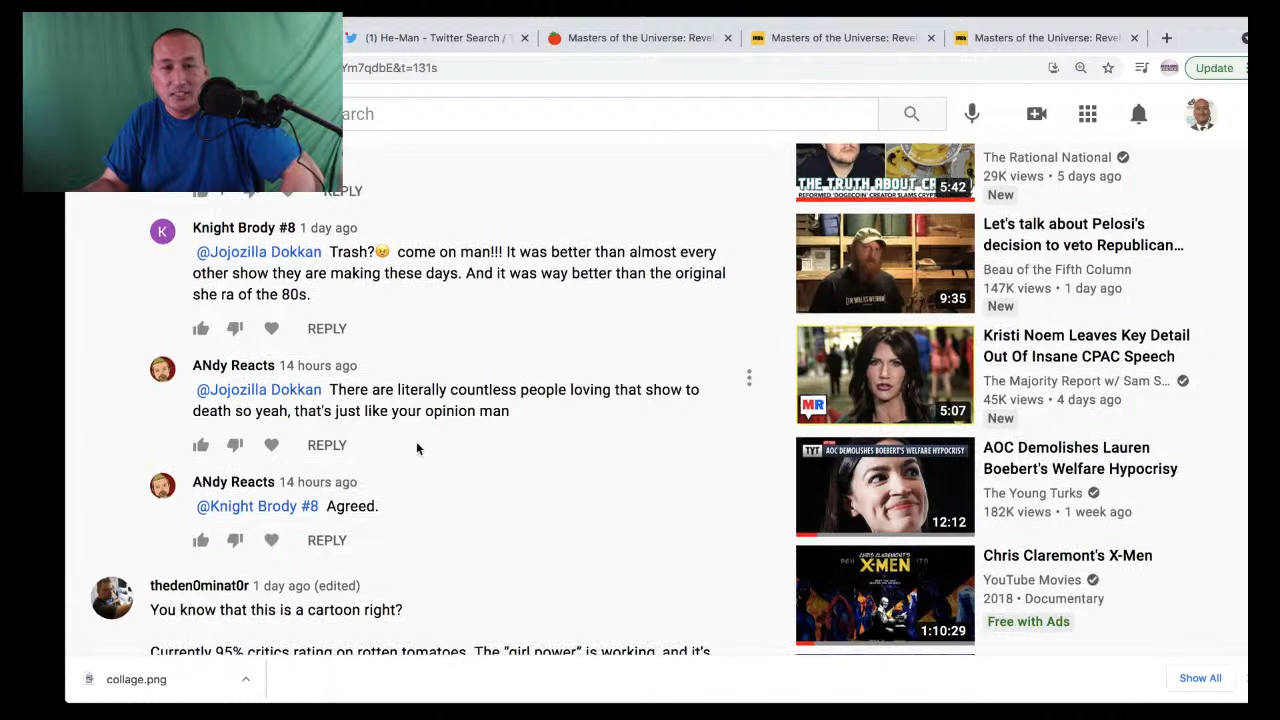 (1) He-Man - Twitter Search /
Masters of the Universe: Revel
Masters of the Universe: Revel
Masters of the Universe: Revel
Ym7qdbE&t=131s
Update
arch
REPLY
Knight Brody #8 1 day ago
@Jojozilla Dokkan Trash?😠 come on man!!! It was better than almost every
other show they are making these days. And it was way better than the original
she ra of the 80s.
REPLY
ANdy Reacts 14 hours ago
@Jojozilla Dokkan There are literally countless people loving that show to
death so yeah, that's just like your opinion man
REPLY
ANdy Reacts 14 hours ago
@Knight Brody #8 Agreed.
REPLY
theden0minat0r 1 day ago (edited)
You know that this is a cartoon right?
Currently 95% critics rating on rotten tomatoes. The “girl power” is working, and it's
THE TRUTH ABOUT
REFORMED 'DOGECOIN' CREATOR SLAMS
5:42
The Rational National
29K views • 5 days ago
New
9:35
Let's talk about Pelosi's
decision to veto Republican...
Beau of the Fifth Column
147K views • 1 day ago
New
MR
5:07
Kristi Noem Leaves Key Detail
Out Of Insane CPAC Speech
The Majority Report w/ Sam S...
45K views • 4 days ago
New
TYT AOC DEMOLISHES BOEBERT'S WELFARE HYPOCRISY
12:12
AOC Demolishes Lauren
Boebert's Welfare Hypocrisy
The Young Turks
182K views • 1 week ago
CHRIS CLAREMONT'S
X-MEN
1:10:29
Chris Claremont's X-Men
YouTube Movies
2018 • Documentary
Free with Ads
collage.png
Show All